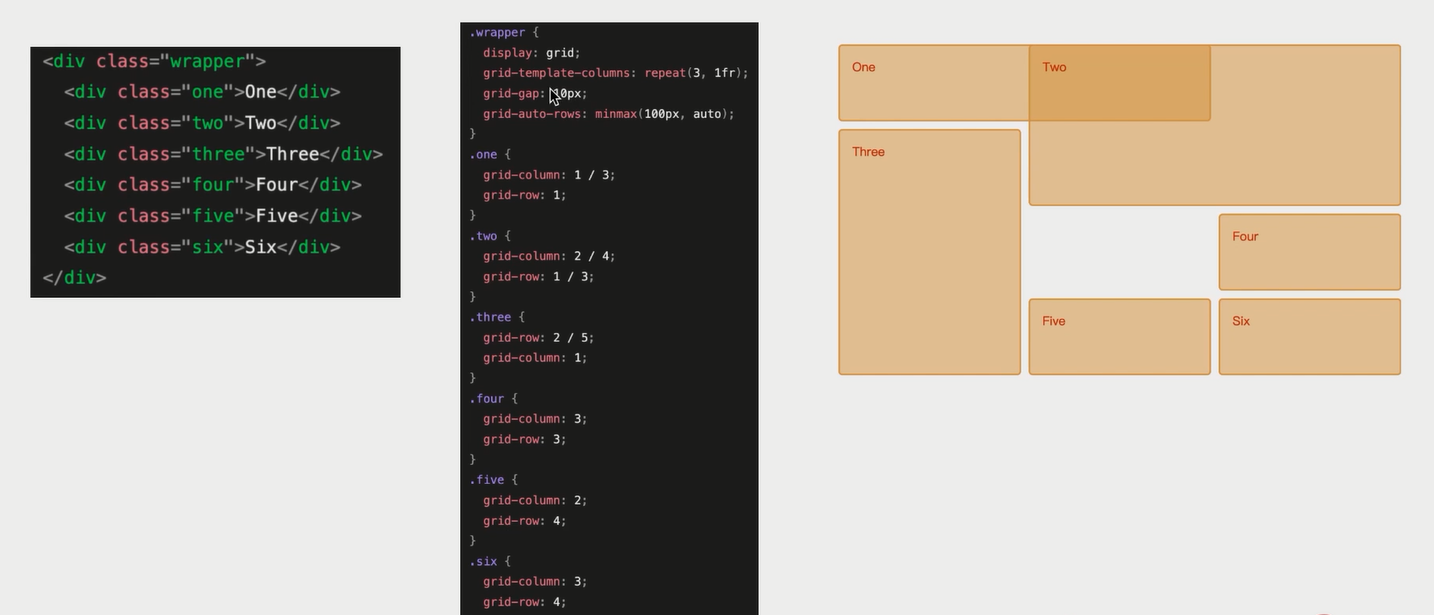 <div class="wrapper">
  <div class="one">One</div>
  <div class="two">Two</div>
  <div class="three">Three</div>
  <div class="four">Four</div>
  <div class="five">Five</div>
  <div class="six">Six</div>
</div>
.wrapper {
  display: grid;
  grid-template-columns: repeat(3, 1fr);
  grid-gap: 10px;
  grid-auto-rows: minmax(100px, auto);
}
.one {
  grid-column: 1 / 3;
  grid-row: 1;
}
.two {
  grid-column: 2 / 4;
  grid-row: 1 / 3;
}
.three {
  grid-row: 2 / 5;
  grid-column: 1;
}
.four {
  grid-column: 3;
  grid-row: 3;
}
.five {
  grid-column: 2;
  grid-row: 4;
}
.six {
  grid-column: 3;
  grid-row: 4;
One
Two
Three
Four
Five
Six